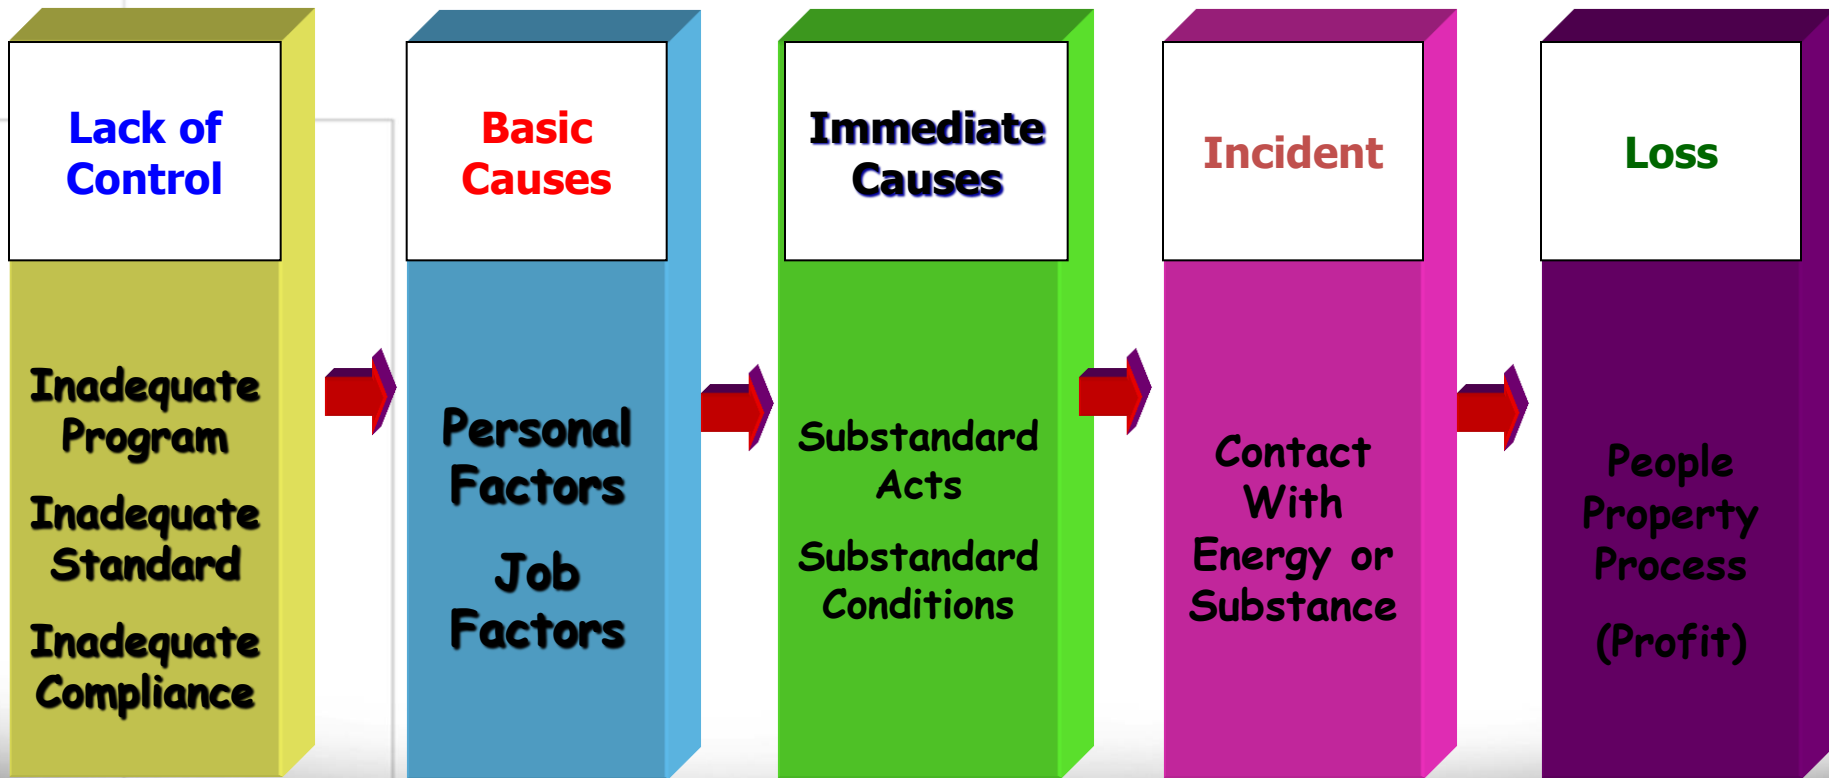 Lack of
Control
Inadequate
Program
Inadequate
Standard
Inadequate
Compliance
Basic
Causes
Personal
Factors
Job
Factors
Immediate
Causes
Substandard
Acts
Substandard
Conditions
Incident
Contact
With
Energy or
Substance
Loss
People
Property
Process
(Profit)